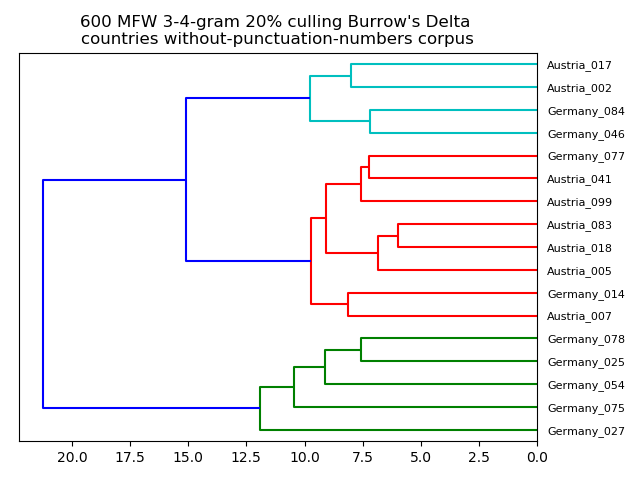 600 MFW 3-4-gram 20% culling Burrow's Delta
countries without-punctuation-numbers corpus
Austria_017
Austria_002
Germany_084
Germany_046
Germany_077
Austria_041
Austria_099
Austria_083
Austria_018
Austria_005
Germany_014
Austria_007
Germany_078
Germany_025
Germany_054
Germany_075
Germany_027
20.0 17.5 15.0 12.5 10.0 7.5 5.0 2.5 0.0